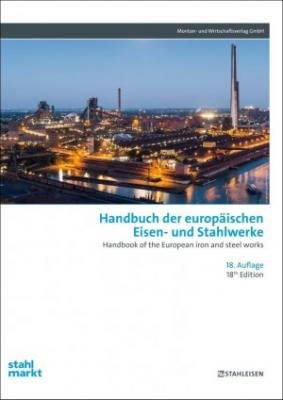 Montan- und Wirtschaftsverlag GmbH
Handbuch der europäischen
Eisen- und Stahlwerke
Handbook of the European iron and steel works
18. Auflage
18th Edition
stahl
markt
STAHLEISEN